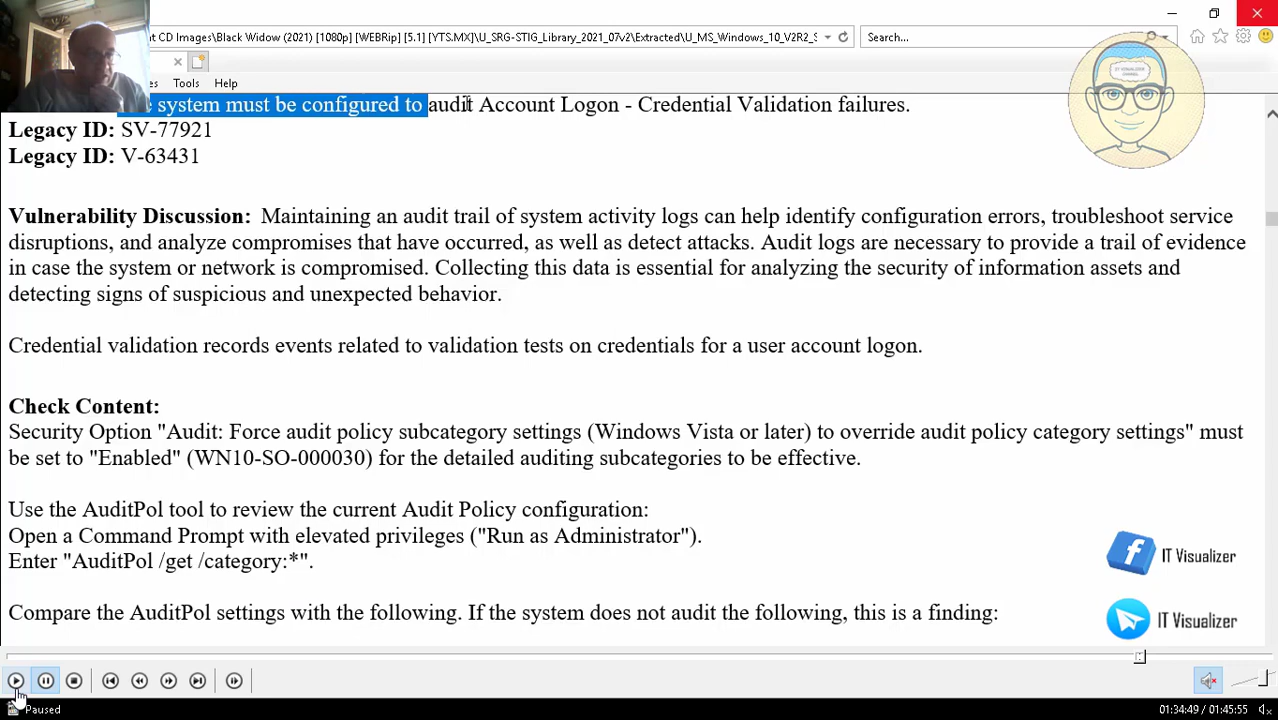 nt CD Images\Black Widow (2021) [1080p] [WEBRip] [5.1] [YTS.MX]\U_SRG-STIG_Library_2021_07v2\Extracted\U_MS_Windows_10_V2R2_S
Search...
es Tools Help
IT VISUALIZER
CHANNEL
system must be configured to audit Account Logon - Credential Validation failures.
Legacy ID: SV-77921
Legacy ID: V-63431
Vulnerability Discussion: Maintaining an audit trail of system activity logs can help identify configuration errors, troubleshoot service
disruptions, and analyze compromises that have occurred, as well as detect attacks. Audit logs are necessary to provide a trail of evidence
in case the system or network is compromised. Collecting this data is essential for analyzing the security of information assets and
detecting signs of suspicious and unexpected behavior.
Credential validation records events related to validation tests on credentials for a user account logon.
Check Content:
Security Option "Audit: Force audit policy subcategory settings (Windows Vista or later) to override audit policy category settings" must
be set to "Enabled" (WN10-SO-000030) for the detailed auditing subcategories to be effective.
Use the AuditPol tool to review the current Audit Policy configuration:
Open a Command Prompt with elevated privileges ("Run as Administrator").
Enter "AuditPol /get /category:*".
IT Visualizer
Compare the AuditPol settings with the following. If the system does not audit the following, this is a finding:
IT Visualizer
Paused
01:34:49 / 01:45:55